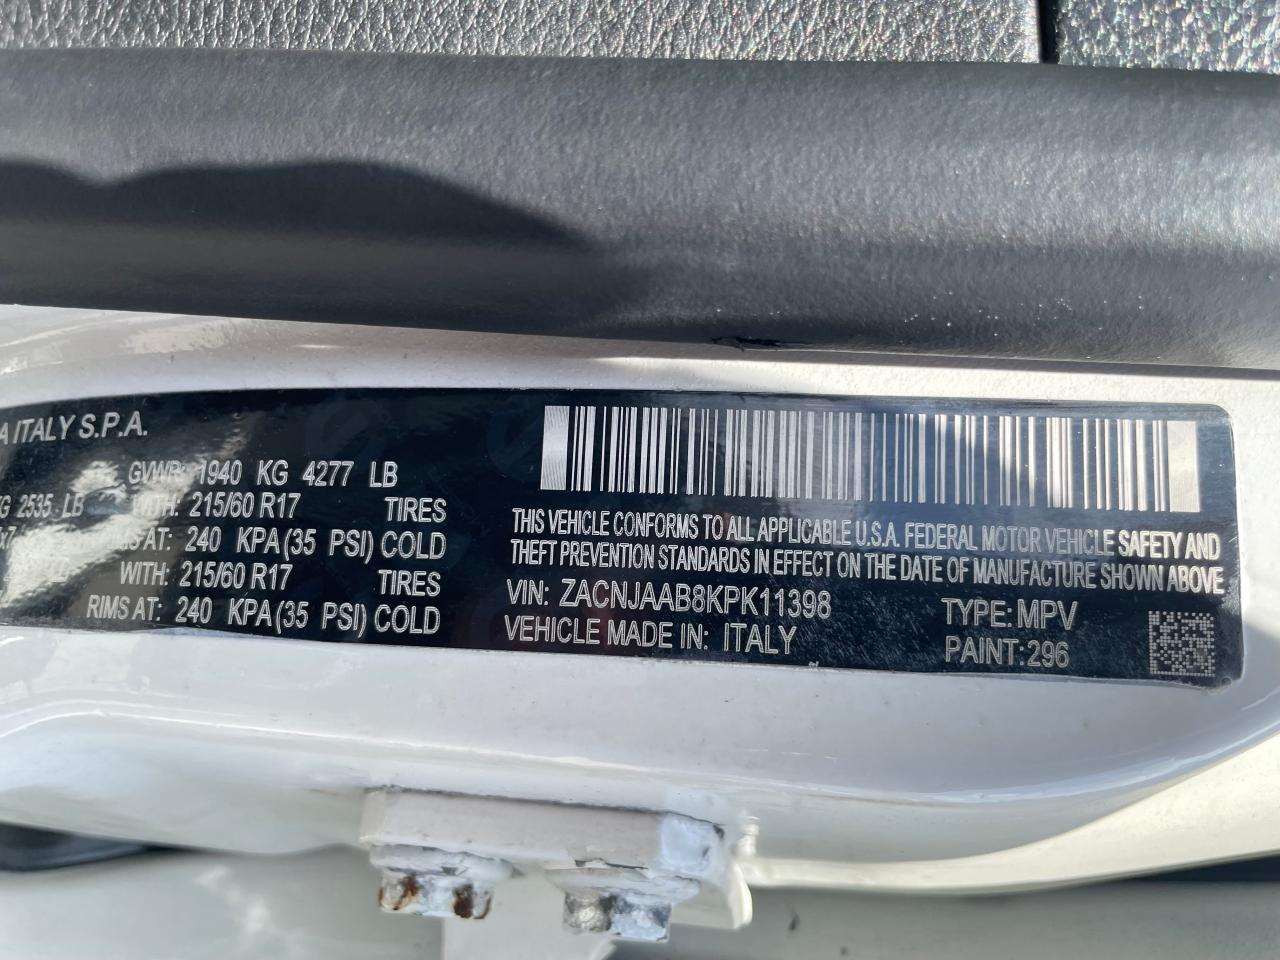 A ITALY S.P.A.
GVWR: 1940 KG 4277 LB
KG 2535 LB WITH: 215/60 R17 TIRES
AT: 240 KPA(35 PSI) COLD
WITH: 215/60 R17 TIRES
RIMS AT: 240 KPA(35 PSI) COLD
THIS VEHICLE CONFORMS TO ALL APPLICABLE U.S.A. FEDERAL MOTOR VEHICLE SAFETY AND
THEFT PREVENTION STANDARDS IN EFFECT ON THE DATE OF MANUFACTURE SHOWN ABOVE
VIN: ZACNJAAB8KPK11398 TYPE: MPV
VEHICLE MADE IN: ITALY PAINT: 296